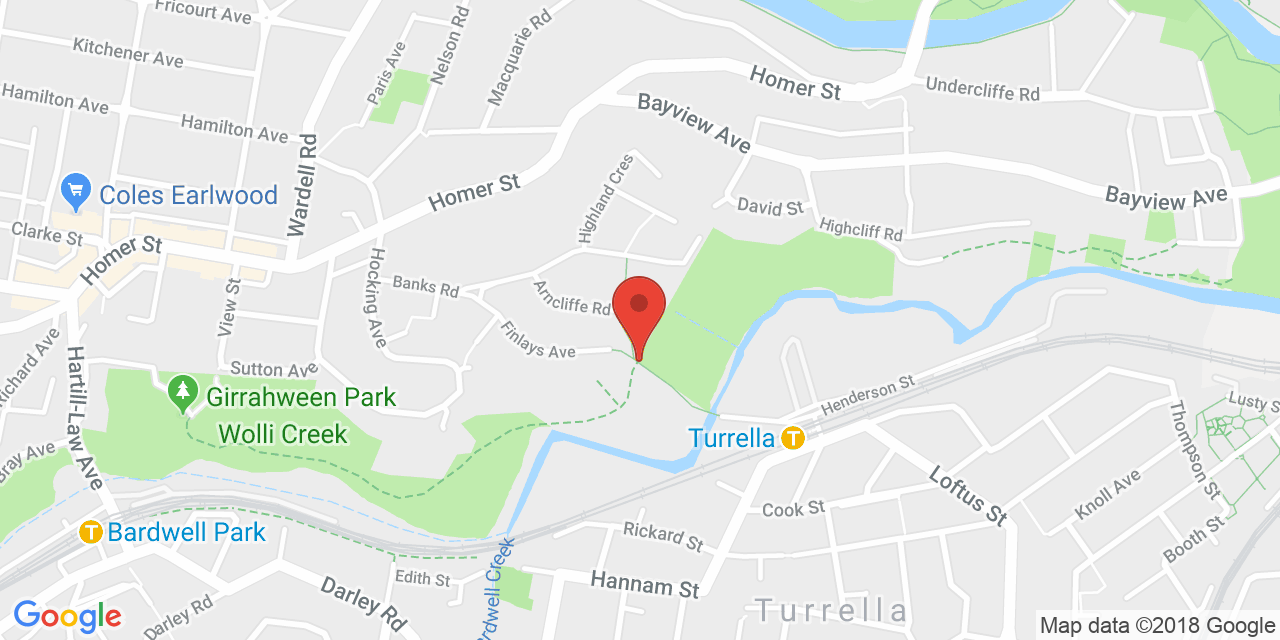 Fricourt Ave
Kitchener Ave
Paris Ave
Nelson Rd
Macquarie Rd
Homer St
Undercliffe Rd
Hamilton Ave
Hamilton Ave
Bayview Ave
Wardell Rd
Coles Earlwood
Homer St
Highland Cres
Bayview Ave
David St
Highcliff Rd
Clarke St
Homer St
Hocking Ave
Banks Rd
Arncliffe Rd
View St
Finlays Ave
Richard Ave
Hartill-Law Ave
Sutton Ave
Girrahween Park
Henderson St
Lusty S
Wolli Creek
Turrella
Thompson St
Bray Ave
Loftus St
Knoll Ave
Cook St
Bardwell Park
Rickard St
Booth St
Edith St
rdwell Creek
Hannam St
Darley Rd
Darley Rd
Turrella
Google
Map data ©2018 Google